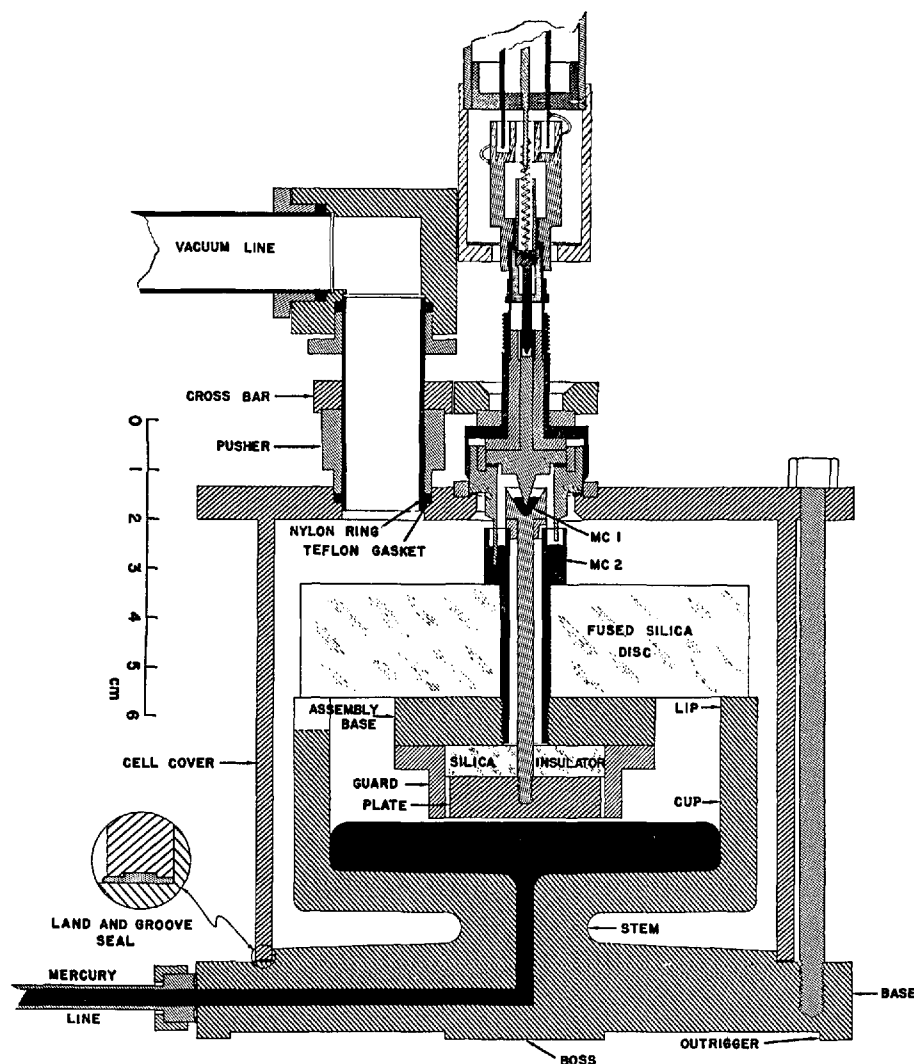 VACUUM LINE
CROSS BAR
0
PUSHER
1
2
NYLON RING
TEFLON GASKET
MC 1
MC 2
3
4
5
cm
6
FUSED SILICA
DISC
ASSEMBLY
BASE
LIP
CELL COVER
SILICA INSULATOR
GUARD
PLATE
CUP
LAND AND GROOVE
SEAL
STEM
MERCURY
LINE
BASE
OUTRIGGER
BOSS